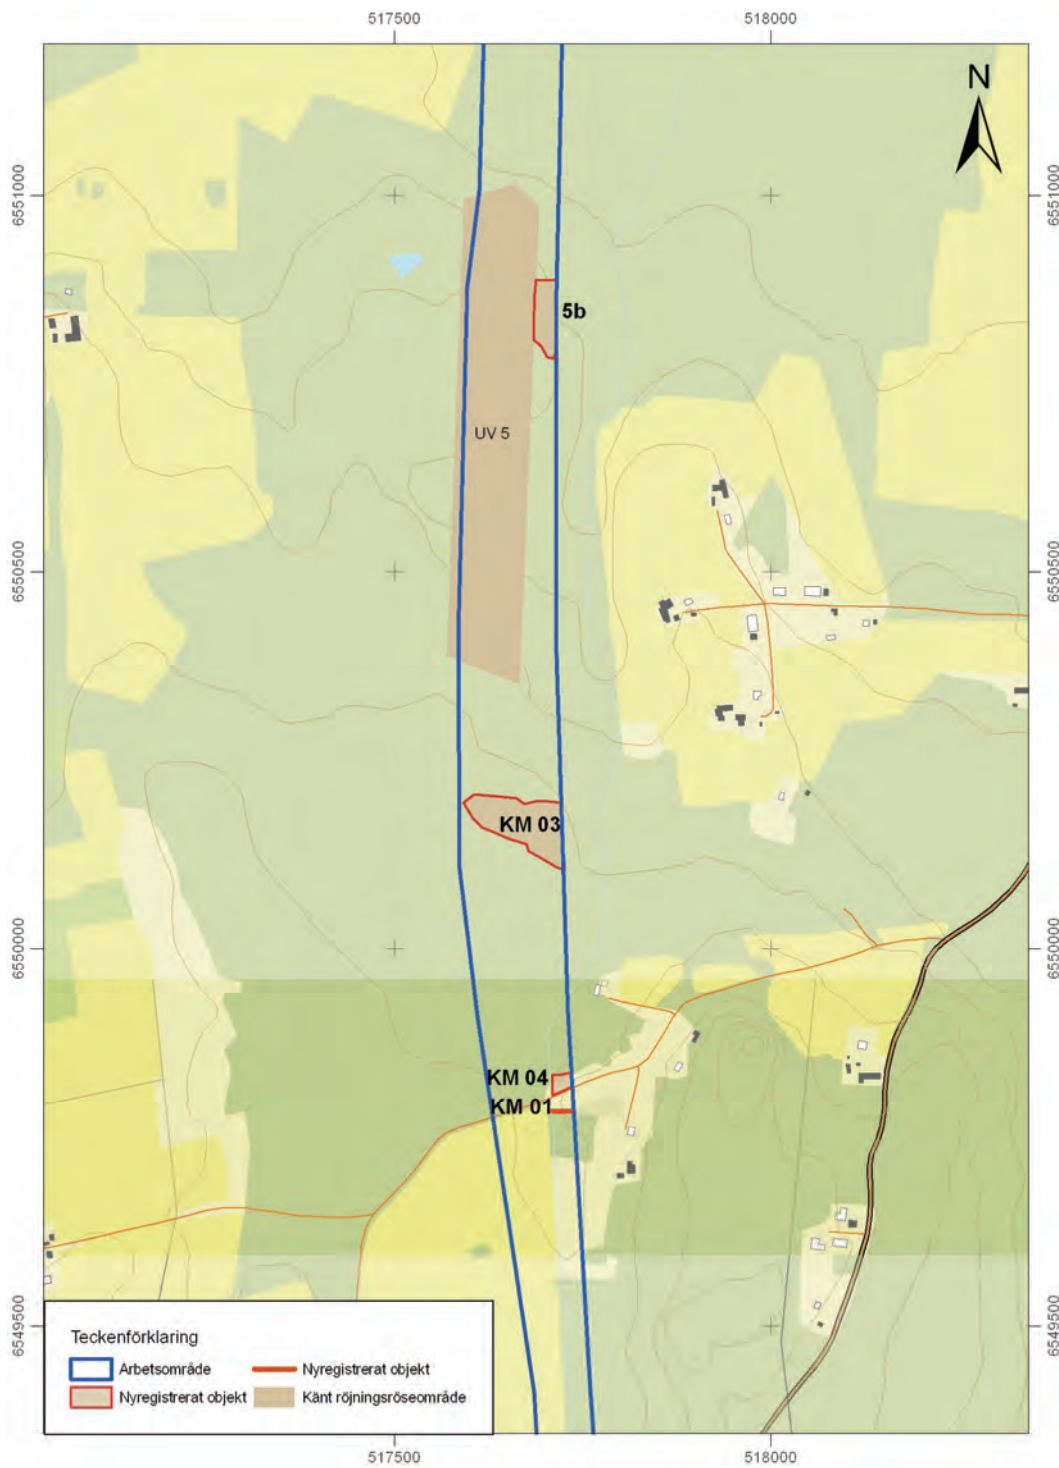 517500 518000
N
6551000 6551000
5b
UV 5
6550500 6550500
KM 03
6550000 6550000
KM 04
KM 01
6549500 6549500
Teckenförklaring
Arbetsområde Nyregistrerat objekt
Nyregistrerat objekt Känt röjningsröseområde
517500 518000